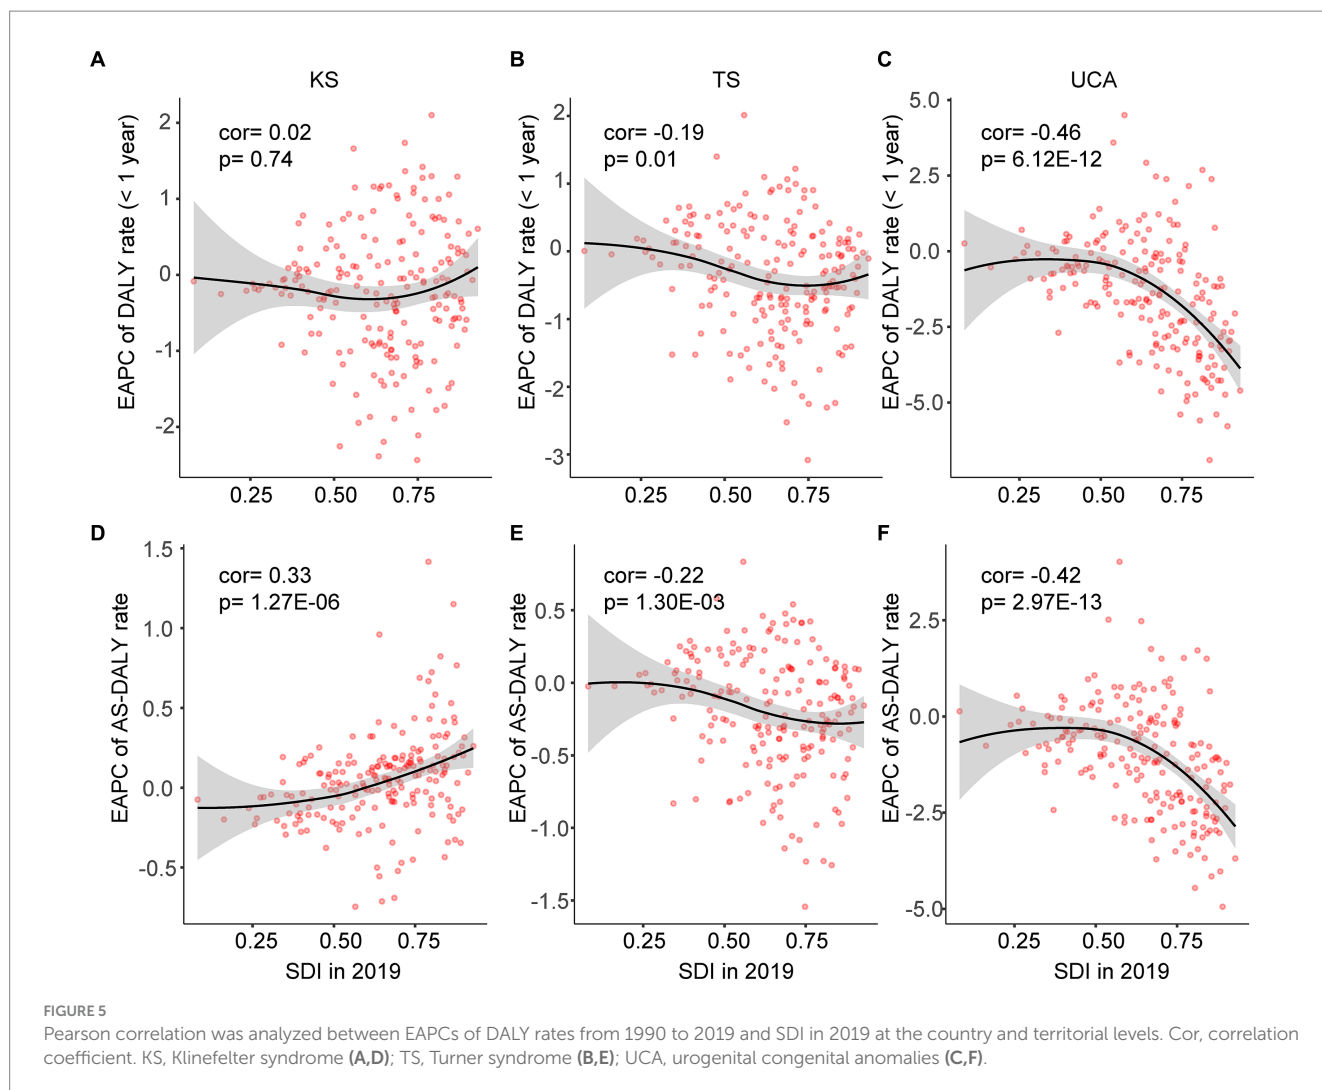 A
KS
cor= 0.02
p= 0.74
EAPC of DALY rate (< 1 year)
2
1
0
-1
-2
0.25 0.50 0.75
B
TS
cor= -0.19
p= 0.01
EAPC of DALY rate (< 1 year)
2
1
0
-1
-2
-3
0.25 0.50 0.75
C
UCA
cor= -0.46
p= 6.12E-12
EAPC of DALY rate (< 1 year)
5.0
2.5
0.0
-2.5
-5.0
0.25 0.50 0.75
D
cor= 0.33
p= 1.27E-06
EAPC of AS-DALY rate
1.5
1.0
0.5
0.0
-0.5
0.25 0.50 0.75
SDI in 2019
E
cor= -0.22
p= 1.30E-03
EAPC of AS-DALY rate
0.5
0.0
-0.5
-1.0
-1.5
0.25 0.50 0.75
SDI in 2019
F
cor= -0.42
p= 2.97E-13
EAPC of AS-DALY rate
2.5
0.0
-2.5
-5.0
0.25 0.50 0.75
SDI in 2019
FIGURE 5
Pearson correlation was analyzed between EAPCs of DALY rates from 1990 to 2019 and SDI in 2019 at the country and territorial levels. Cor, correlation
coefficient. KS, Klinefelter syndrome (A,D); TS, Turner syndrome (B,E); UCA, urogenital congenital anomalies (C,F).